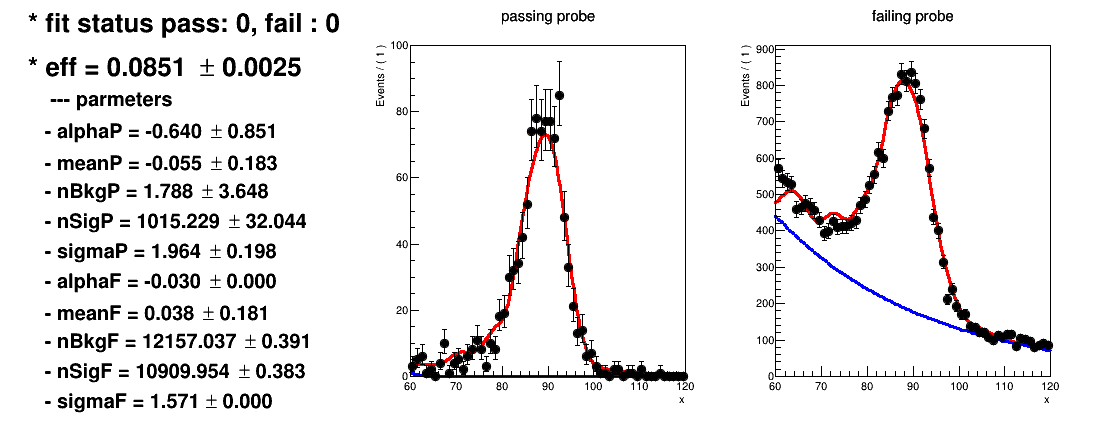 * fit status pass: 0, fail : 0
* eff = 0.0851 ± 0.0025
--- parmeters
- alphaP = -0.640 ± 0.851
- meanP = -0.055 ± 0.183
- nBkgP = 1.788 ± 3.648
- nSigP = 1015.229 ± 32.044
- sigmaP = 1.964 ± 0.198
- alphaF = -0.030 ± 0.000
- meanF = 0.038 ± 0.181
- nBkgF = 12157.037 ± 0.391
- nSigF = 10909.954 ± 0.383
- sigmaF = 1.571 ± 0.000
passing probe
Events / ( 1 )
100
80
60
40
20
0
60 70 80 90 100 110 120
x
failing probe
Events / ( 1 )
900
800
700
600
500
400
300
200
100
0
60 70 80 90 100 110 120
x